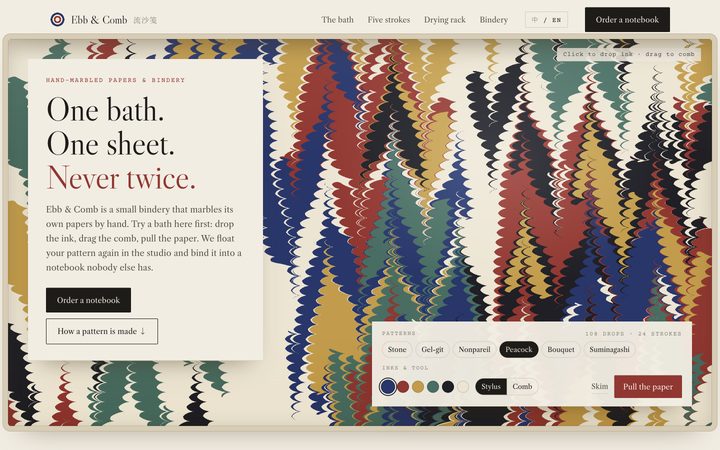 Ebb & Comb 流沙笺
The bath Five strokes Drying rack Bindery 中 / EN Order a notebook
Click to drop ink · drag to comb
HAND-MARBLED PAPERS & BINDERY
One bath.
One sheet.
Never twice.
Ebb & Comb is a small bindery that marbles its
own papers by hand. Try a bath here first: drop
the ink, drag the comb, pull the paper. We float
your pattern again in the studio and bind it into a
notebook nobody else has.
Order a notebook
How a pattern is made ↓
PATTERNS 108 DROPS · 24 STROKES
Stone Gel-git Nonpareil Peacock Bouquet Suminagashi
INKS & TOOL
Stylus Comb Skim Pull the paper